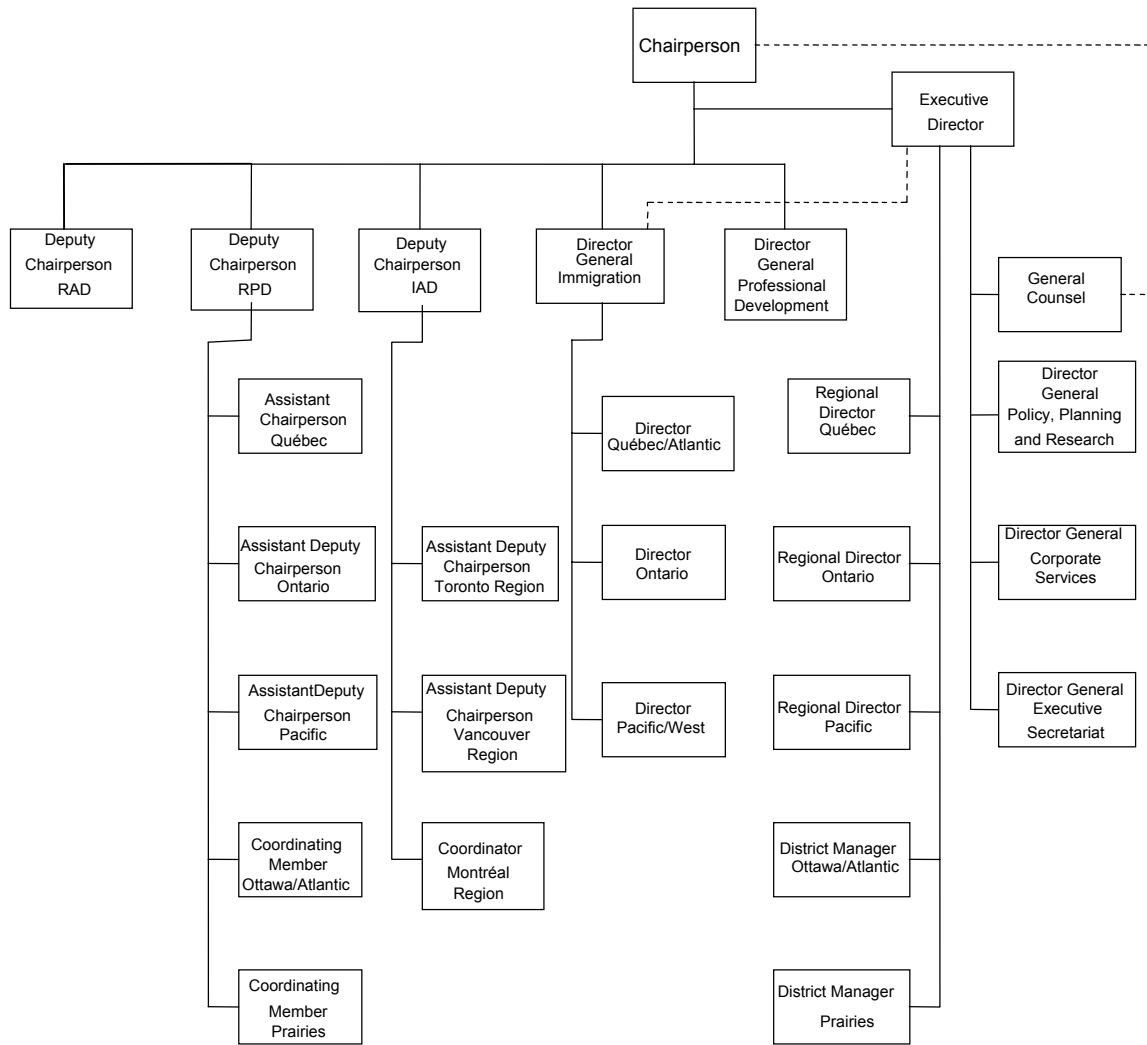 Chairperson
Executive
Director
Deputy
Chairperson
RAD
Deputy
Chairperson
RPD
Deputy
Chairperson
IAD
Director
General
Immigration
Director
General
Professional
Development
General
Counsel
Assistant
Chairperson
Québec
Director
Québec/Atlantic
Regional
Director
Québec
Director
General
Policy, Planning
and Research
Assistant Deputy
Chairperson
Ontario
Assistant Deputy
Chairperson
Toronto Region
Director
Ontario
Regional Director
Ontario
Director General
Corporate
Services
AssistantDeputy
Chairperson
Pacific
Assistant Deputy
Chairperson
Vancouver
Region
Director
Pacific/West
Regional Director
Pacific
Director General
Executive
Secretariat
Coordinating
Member
Ottawa/Atlantic
Coordinator
Montréal
Region
District Manager
Ottawa/Atlantic
Coordinating
Member
Prairies
District Manager
Prairies